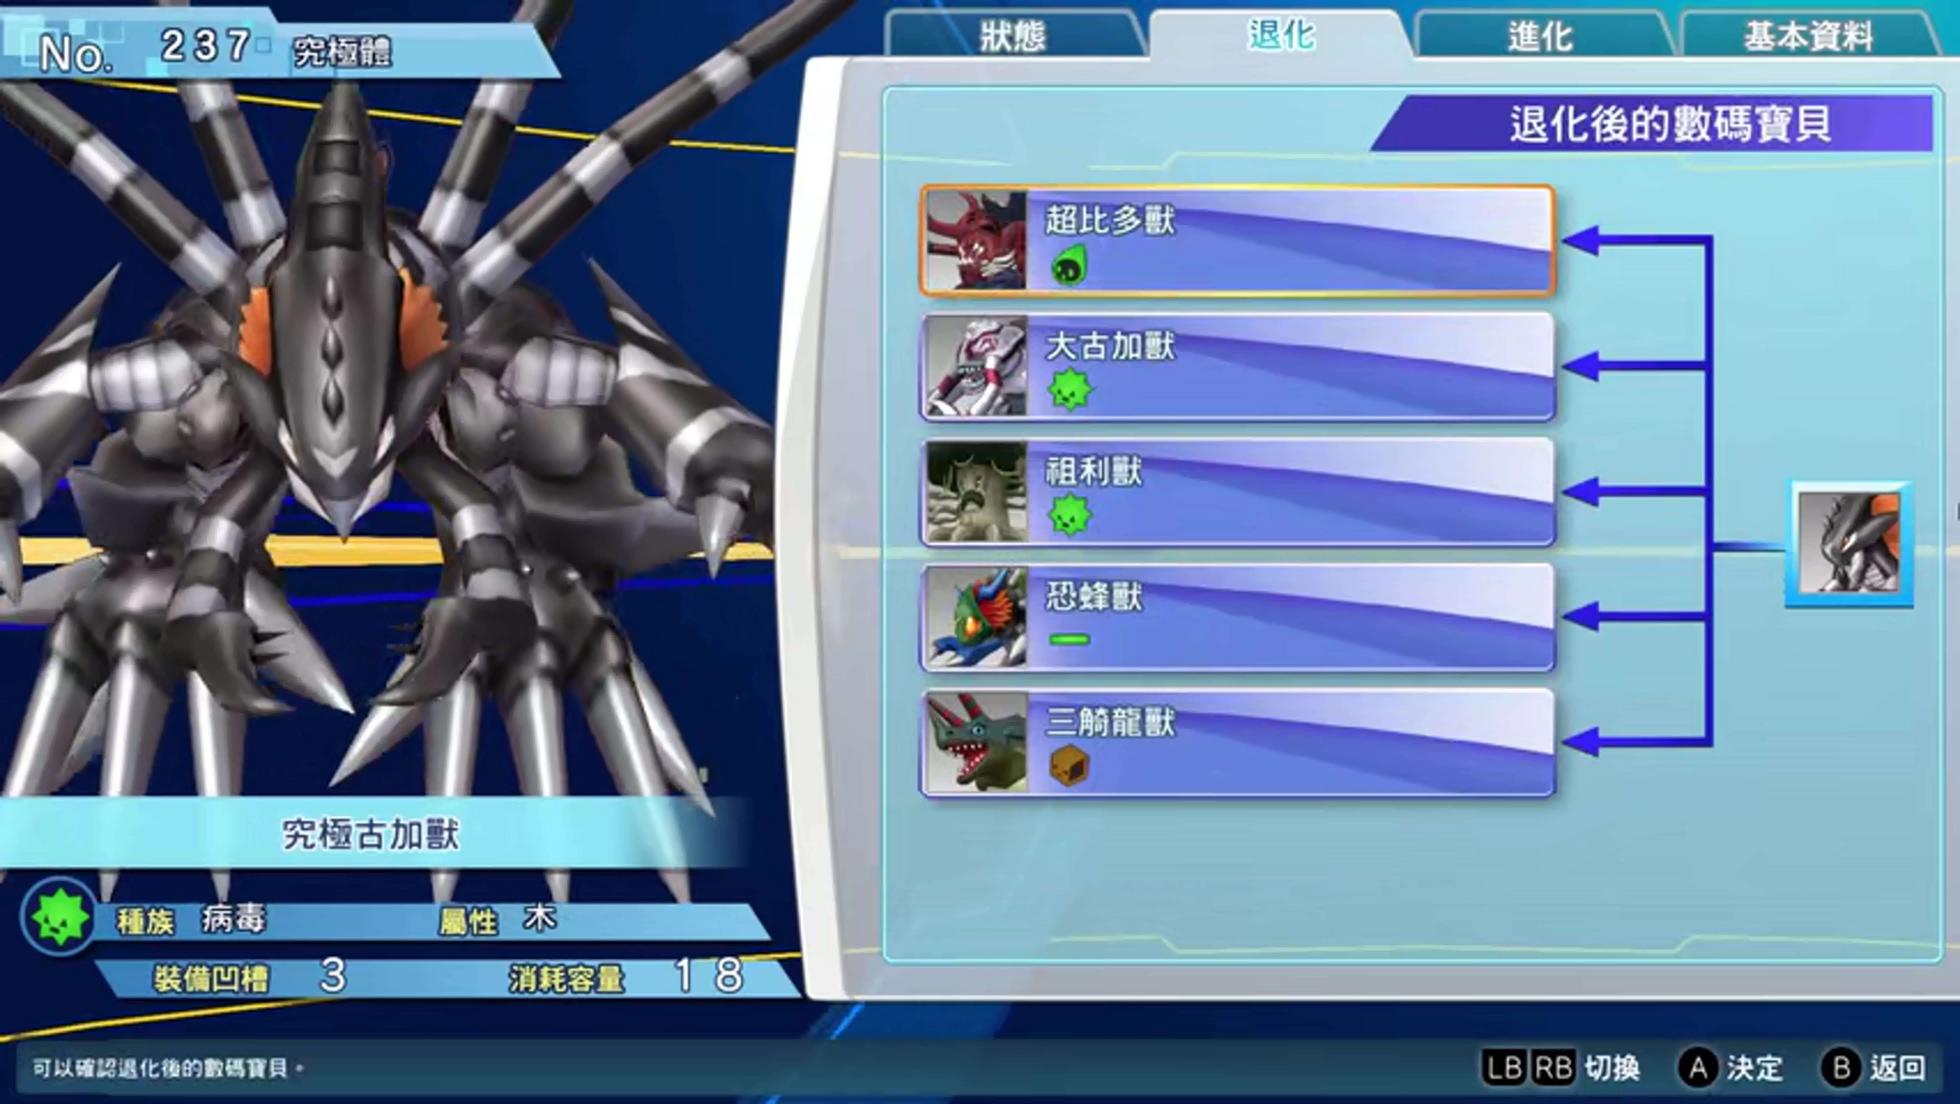 No. 237 究極體
狀態 退化 進化 基本資料
退化後的數碼寶貝
超比多獸
大古加獸
祖利獸
恐蜂獸
三觭龍獸
究極古加獸
種族 病毒 屬性 木
裝備凹槽 3 消耗容量 18
可以確認退化後的數碼寶貝。
LB RB 切換 A 決定 B 返回